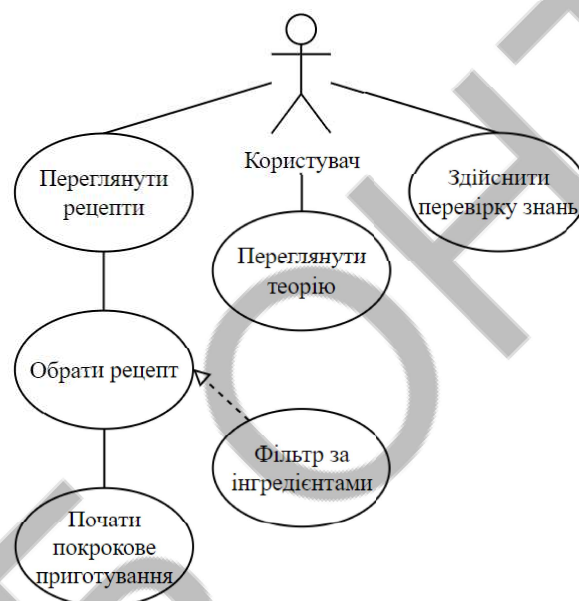 Користувач
Переглянути
рецепти
Здійснити
перевірку знань
Переглянути
теорію
Обрати рецепт
Фільтр за
інгредієнтами
Почати
покрокове
приготування